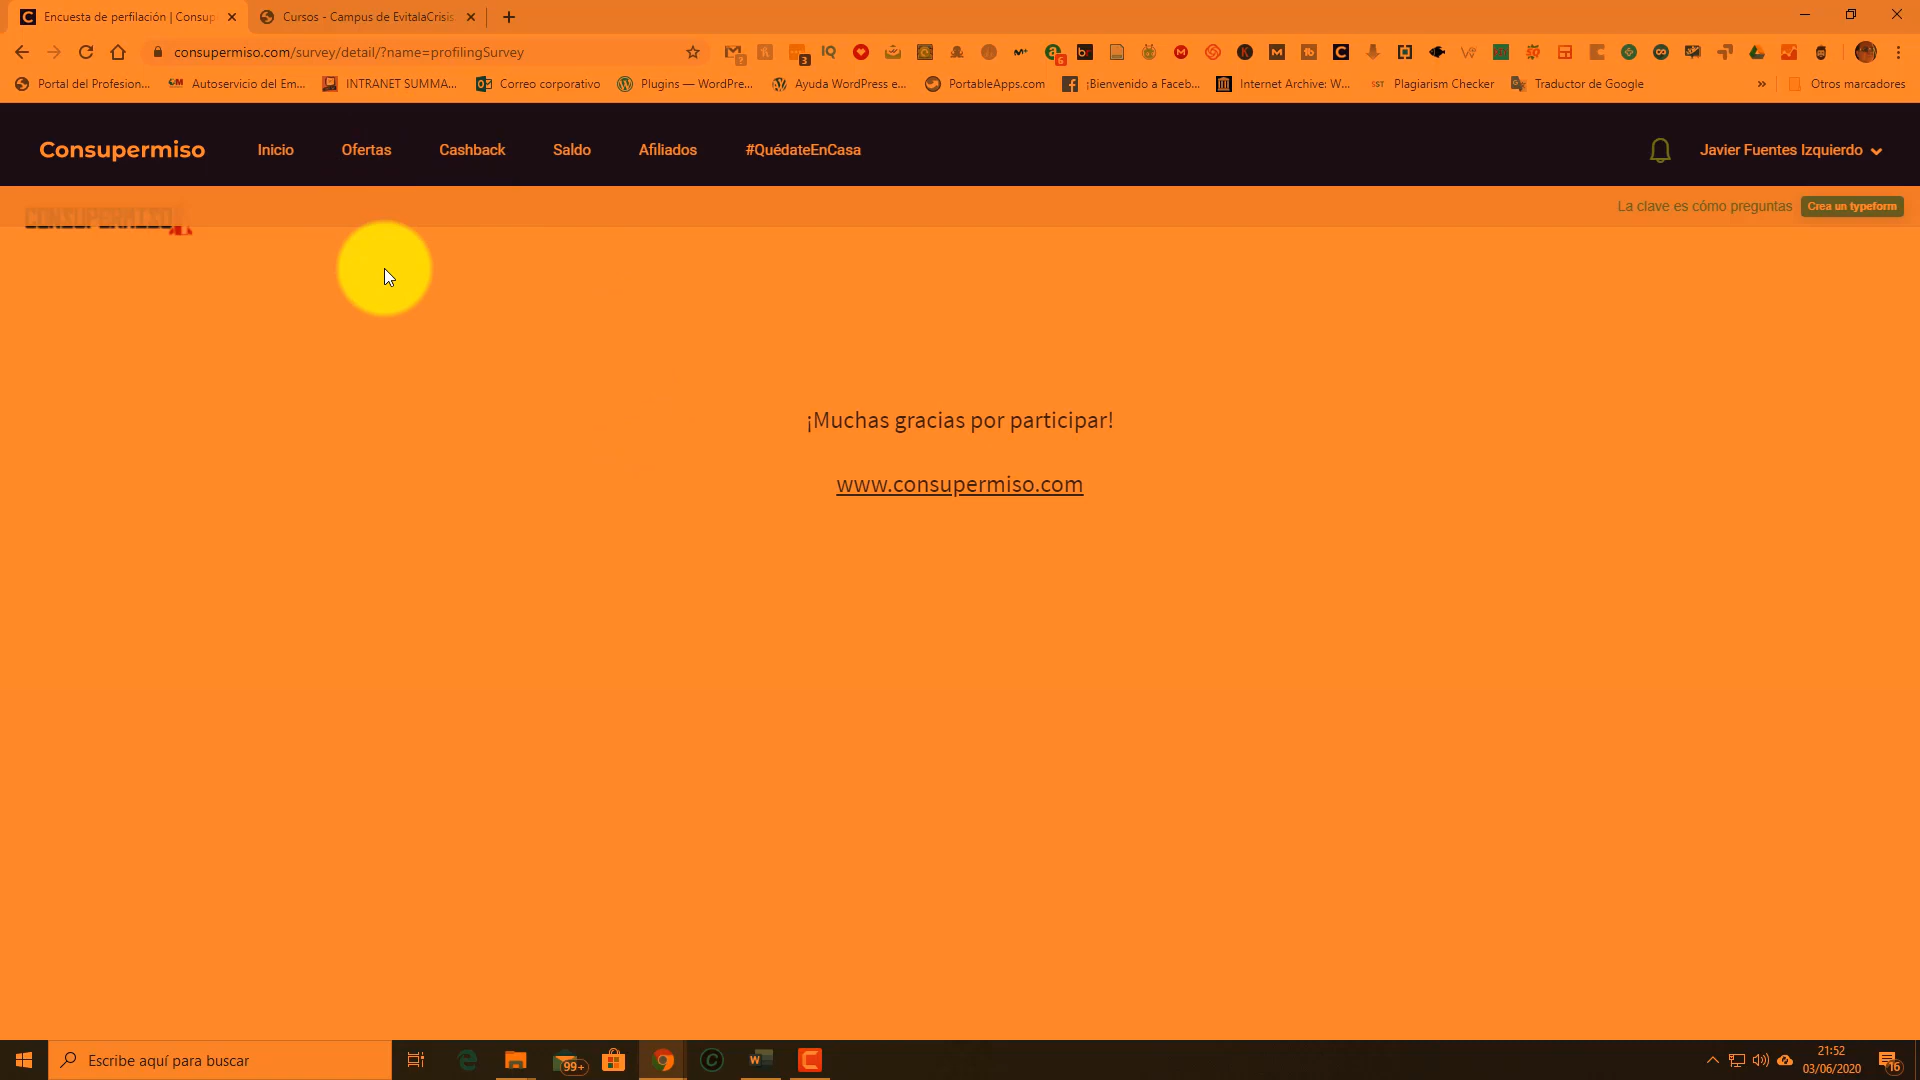 Encuesta de perfilación | Consup
Cursos - Campus de EvitalaCrisis
consupermiso.com/survey/detail/?name=profilingSurvey
Portal del Profesion...
Autoservicio del Em...
INTRANET SUMMA...
Correo corporativo
Plugins — WordPre...
Ayuda WordPress e...
PortableApps.com
¡Bienvenido a Faceb...
Internet Archive: W...
SST Plagiarism Checker
Traductor de Google
»
Otros marcadores
Consupermiso
Inicio
Ofertas
Cashback
Saldo
Afiliados
#QuédateEnCasa
Javier Fuentes Izquierdo
CONSUPERMISO
La clave es cómo preguntas
Crea un typeform
¡Muchas gracias por participar!
www.consupermiso.com
Escribe aquí para buscar
99+
21:52
03/06/2020
16